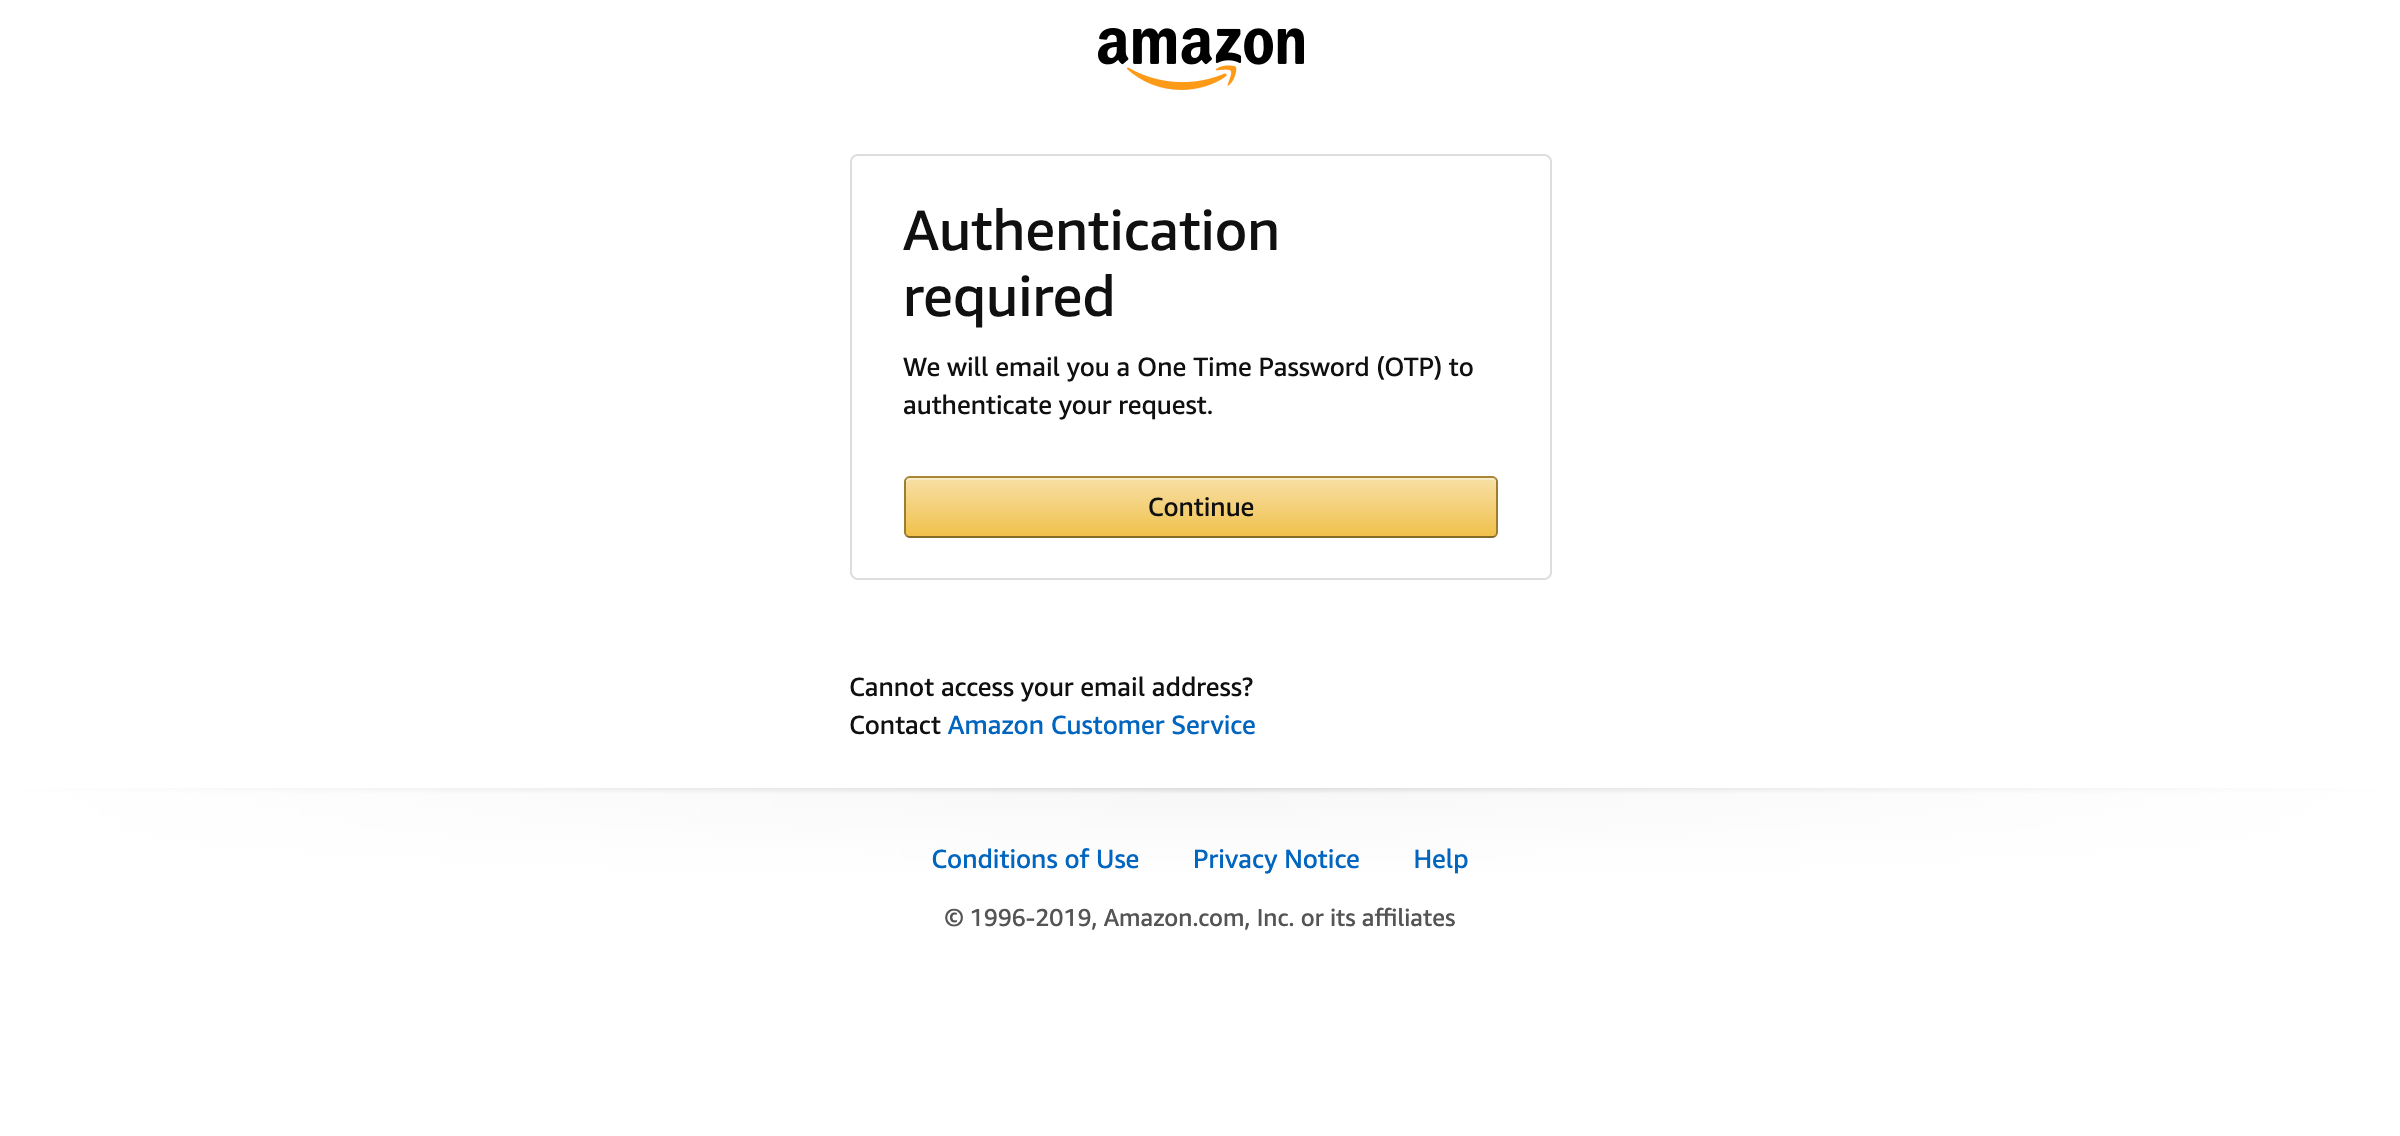 amazon
Authentication
required
We will email you a One Time Password (OTP) to
authenticate your request.
Continue
Cannot access your email address?
Contact Amazon Customer Service
Conditions of Use Privacy Notice Help
© 1996-2019, Amazon.com, Inc. or its affiliates